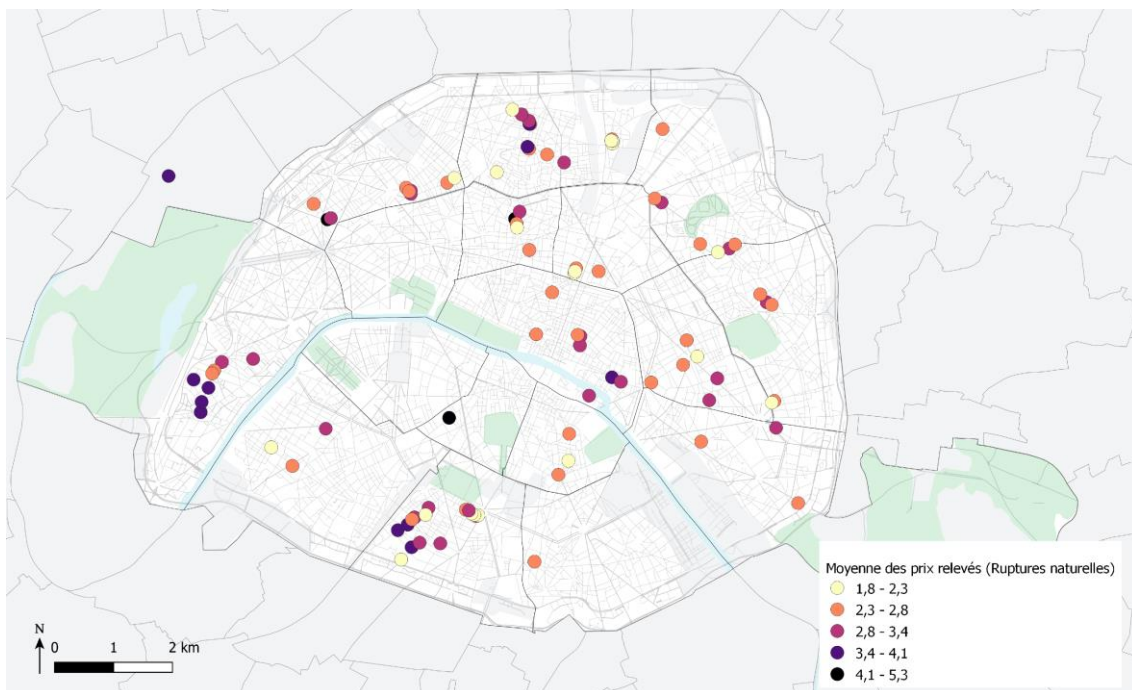 Moyenne des prix relevés (Ruptures naturelles)
1,8 - 2,3
2,3 - 2,8
2,8 - 3,4
3,4 - 4,1
4,1 - 5,3
N
0 1 2 km